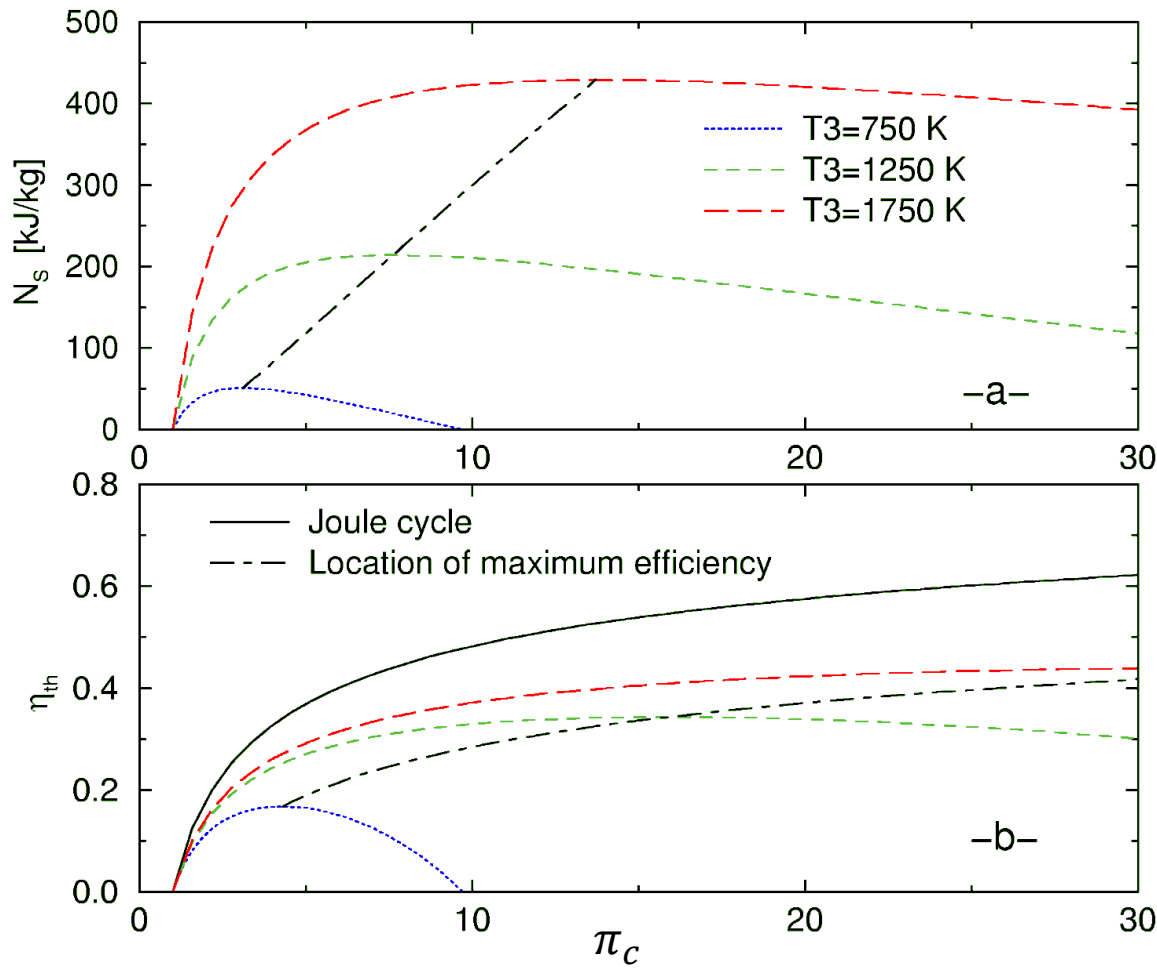 500
400
300
200
100
0
N_S [kJ/kg]
T3=750 K
T3=1250 K
T3=1750 K
–a–
0 10 20 30
0.8
0.6
0.4
0.2
0.0
η_th
Joule cycle
Location of maximum efficiency
–b–
0 10 20 30
π_c